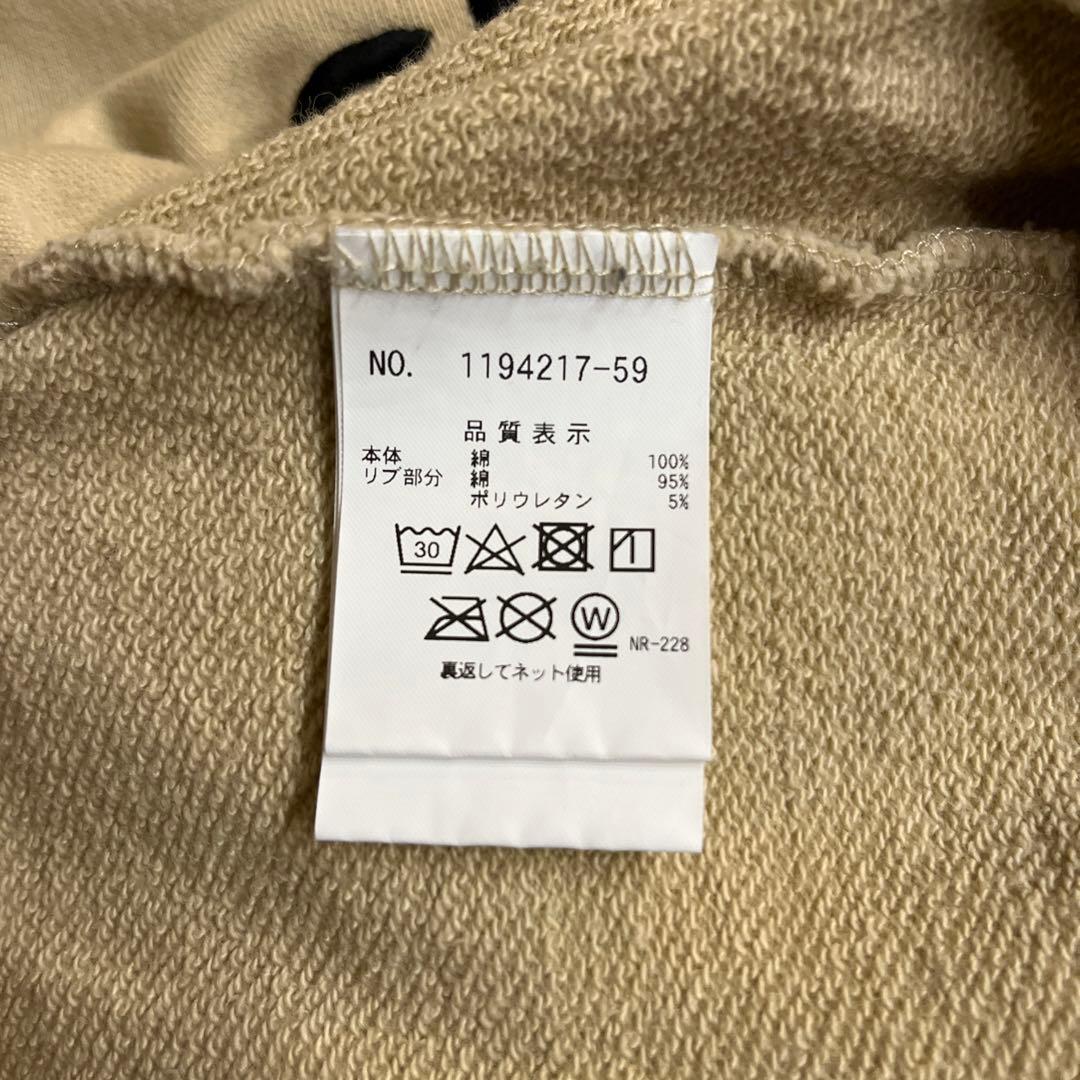 NO. 1194217-59
品質表示
本体 綿 100%
リブ部分 綿 95%
ポリウレタン 5%
30
W NR-228
裏返してネット使用